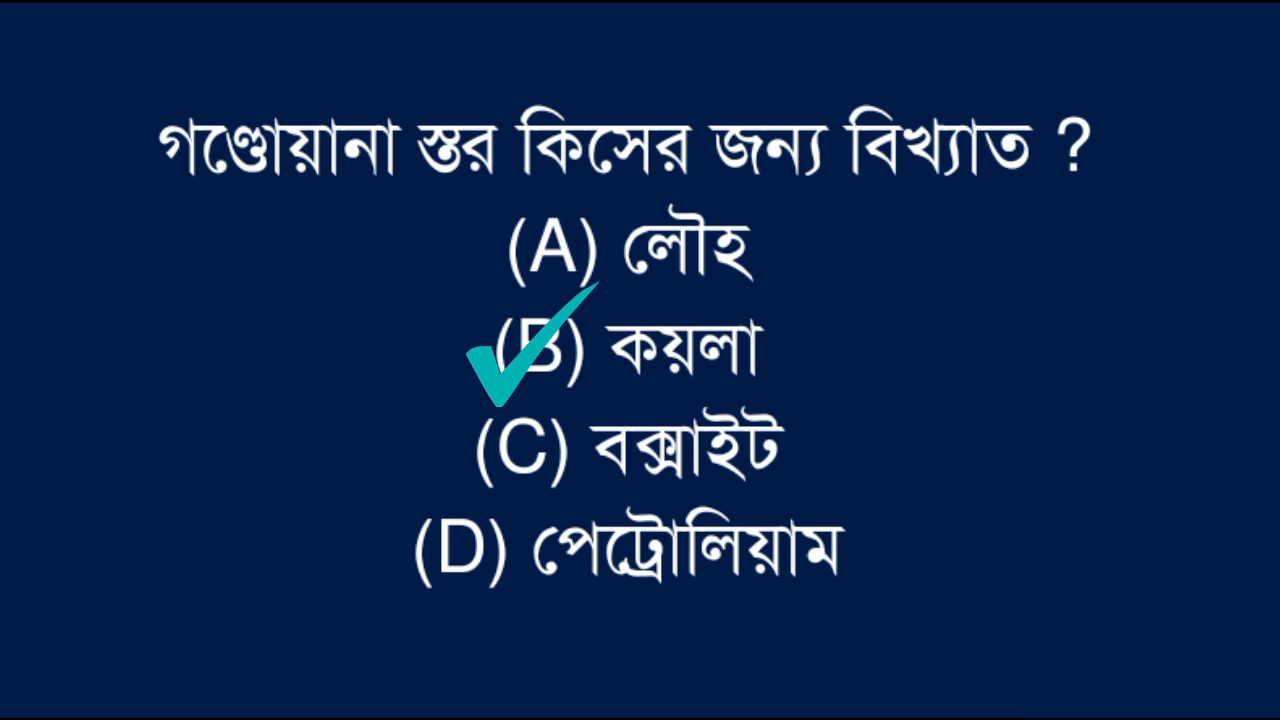 গণ্ডোয়ানা স্তর কিসের জন্য বিখ্যাত ?
(A) লৌহ
(B) কয়লা
(C) বক্সাইট
(D) পেট্রোলিয়াম